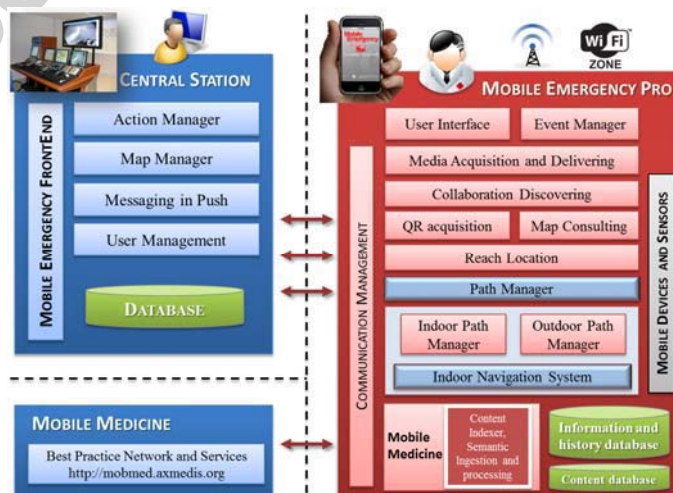 CENTRAL STATION
MOBILE EMERGENCY FRONTEND
Action Manager
Map Manager
Messaging in Push
User Management
DATABASE
MOBILE MEDICINE
Best Practice Network and Services
http://mobmed.axmedis.org
Mobile
Emergency
Wi Fi
ZONE
MOBILE EMERGENCY PRO
COMMUNICATION MANAGEMENT
User Interface
Event Manager
Media Acquisition and Delivering
Collaboration Discovering
QR acquisition
Map Consulting
Reach Location
Path Manager
Indoor Path
Manager
Outdoor Path
Manager
Indoor Navigation System
MOBILE DEVICES AND SENSORS
Mobile
Medicine
Content
Indexer,
Semantic
Ingestion and
processing
Information and
history database
Content database